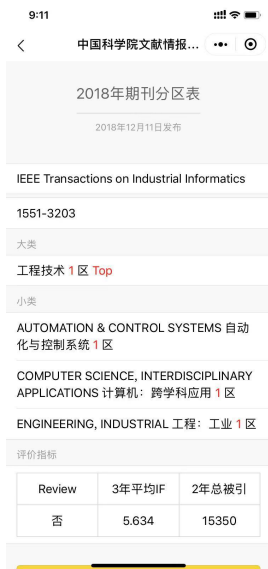 9:11
中国科学院文献情报...
2018年期刊分区表
2018年12月11日发布
IEEE Transactions on Industrial Informatics
1551-3203
大类
工程技术 1 区 Top
小类
AUTOMATION & CONTROL SYSTEMS 自动
化与控制系统 1 区
COMPUTER SCIENCE, INTERDISCIPLINARY
APPLICATIONS 计算机：跨学科应用 1 区
ENGINEERING, INDUSTRIAL 工程：工业 1 区
评价指标
Review 3年平均IF 2年总被引
否 5.634 15350